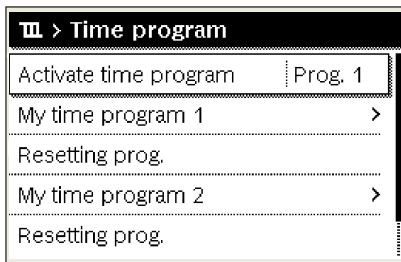 > Time program
Activate time program Prog. 1
My time program 1 >
Resetting prog.
My time program 2 >
Resetting prog.